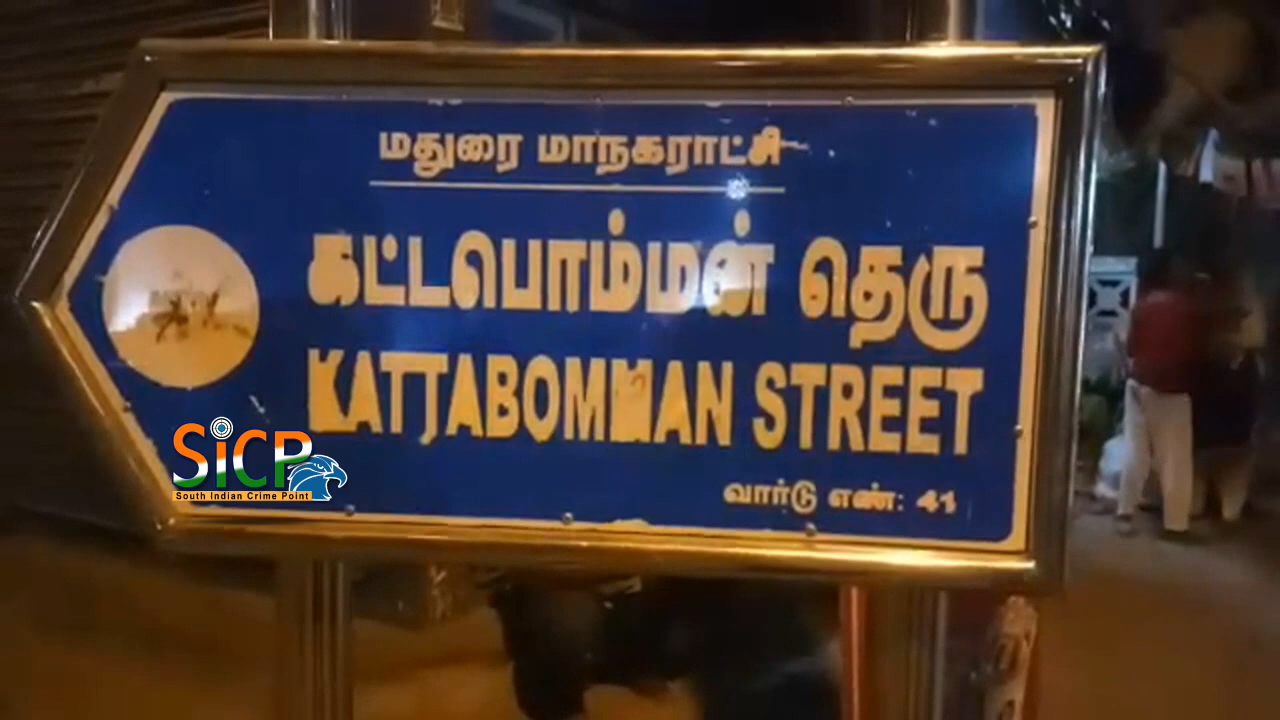 மதுரை மாநகராட்சி
கட்டபொம்மன் தெரு
KATTABOMMAN STREET
வார்டு எண்: 41
SiCP
South Indian Crime Point